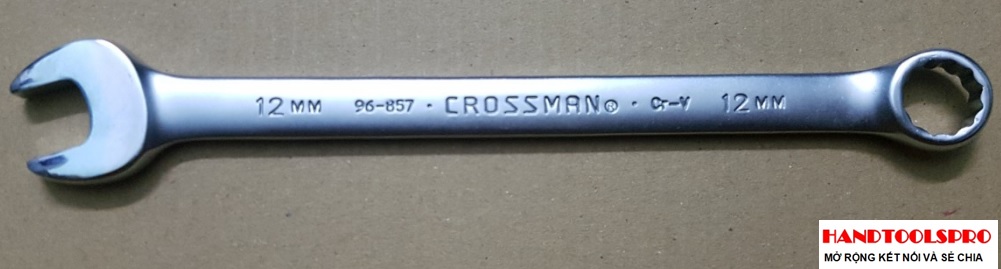 12 MM 96-857 · CROSSMAN® · Cr-V 12 MM
HANDTOOLSPRO
MỞ RỘNG KẾT NỐI VÀ SẺ CHIA